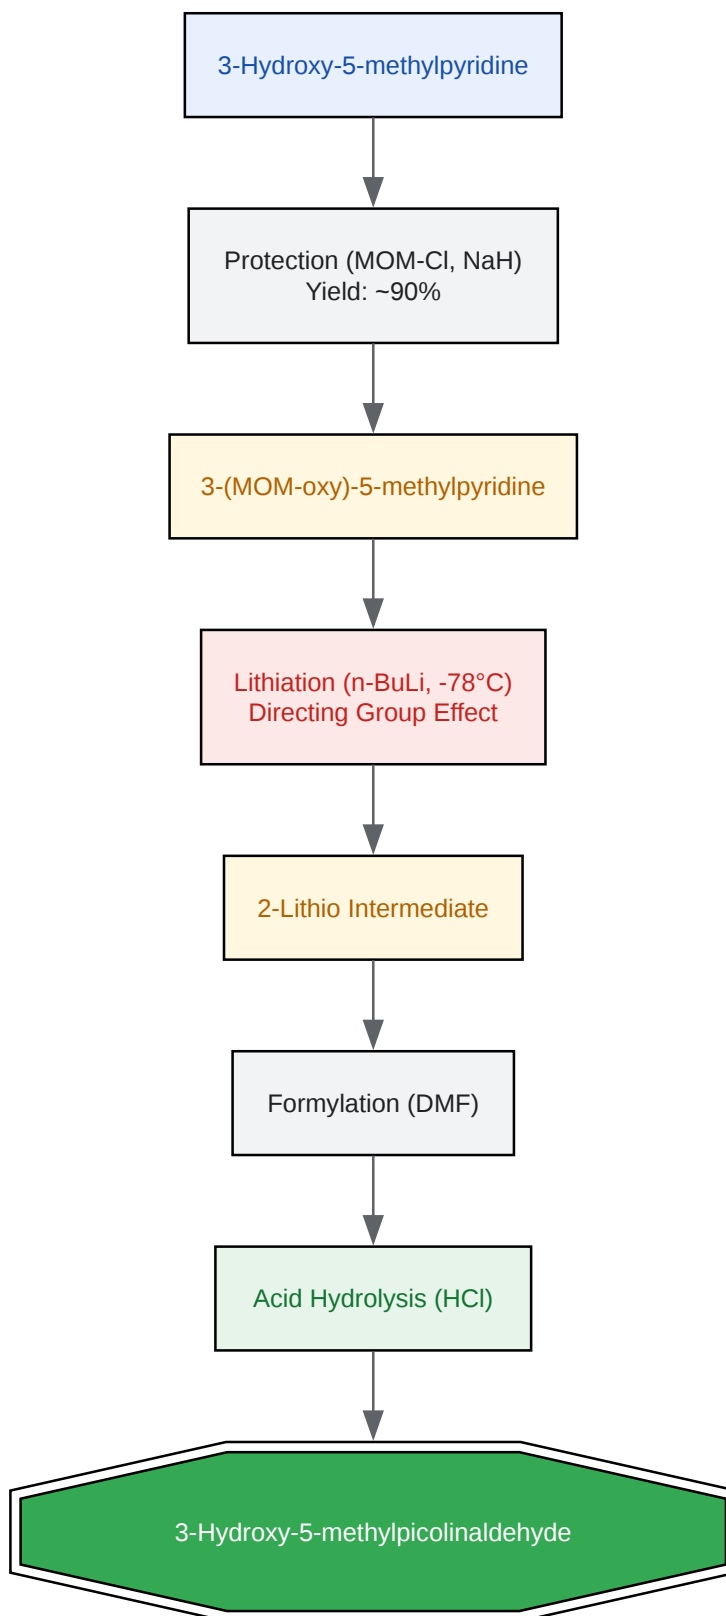 3-Hydroxy-5-methylpyridine
Protection (MOM-Cl, NaH)
Yield: ~90%
3-(MOM-oxy)-5-methylpyridine
Lithiation (n-BuLi, -78°C)
Directing Group Effect
2-Lithio Intermediate
Formylation (DMF)
Acid Hydrolysis (HCl)
3-Hydroxy-5-methylpicolinaldehyde